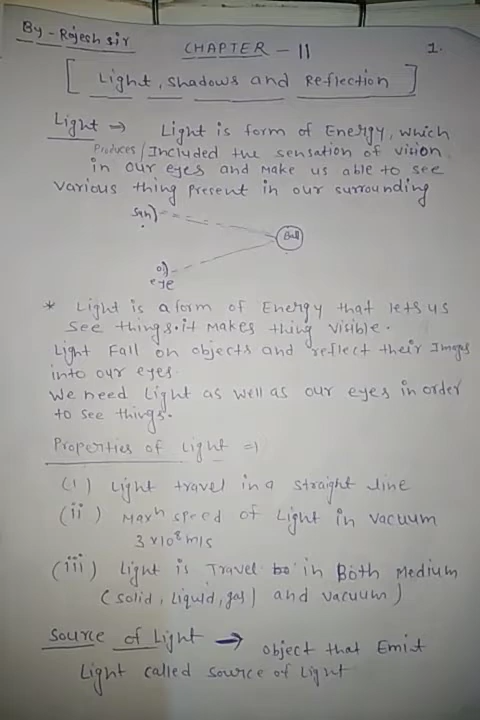 By - Rajesh sir
CHAPTER - 11
1.
[ Light, Shadows and Reflection ]
Light ⇒ Light is form of Energy, which
Produces/Included the sensation of vision
in our eyes and make us able to see
various thing present in our surrounding
Sun
Ball
eye
* Light is a form of Energy that lets us
see things. it makes thing visible.
Light Fall on objects and reflect their Images
into our eyes.
We need Light as well as our eyes in order
to see things.
Properties of Light ⇒
(i) Light travel in a straight line
(ii) Maxn speed of Light in vacuum
3×10⁸ m/s
(iii) Light is Travel in Both Medium
(solid, Liquid, gas) and vacuum)
Source of Light → object that Emit
Light called source of Light